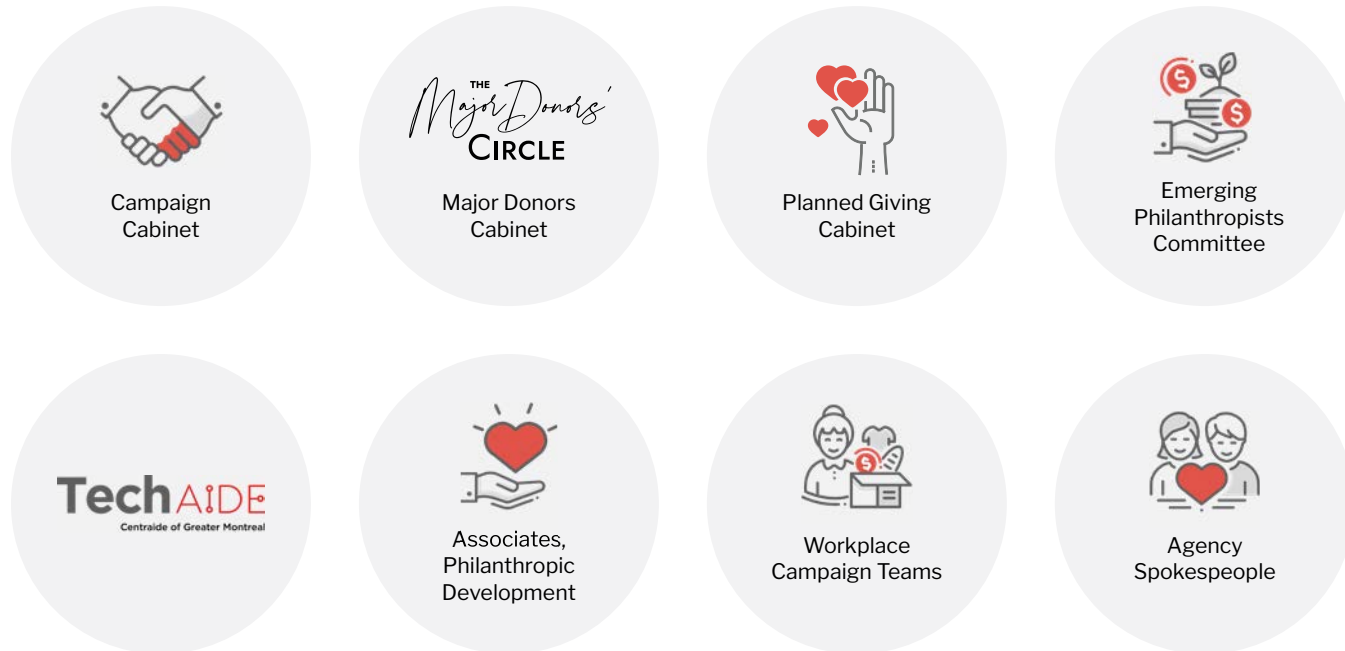 THE
Major Donors'
CIRCLE
Campaign
Cabinet
Major Donors
Cabinet
Planned Giving
Cabinet
Emerging
Philanthropists
Committee
TechAIDE
Centraide of Greater Montreal
Associates,
Philanthropic
Development
Workplace
Campaign Teams
Agency
Spokespeople